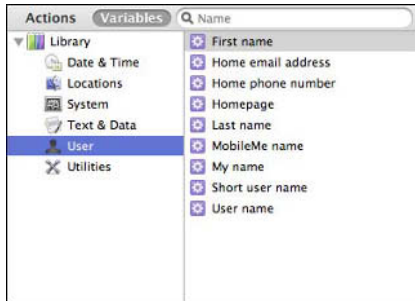 Actions Variables Name
Library
Date & Time
Locations
System
Text & Data
User
Utilities
First name
Home email address
Home phone number
Homepage
Last name
MobileMe name
My name
Short user name
User name